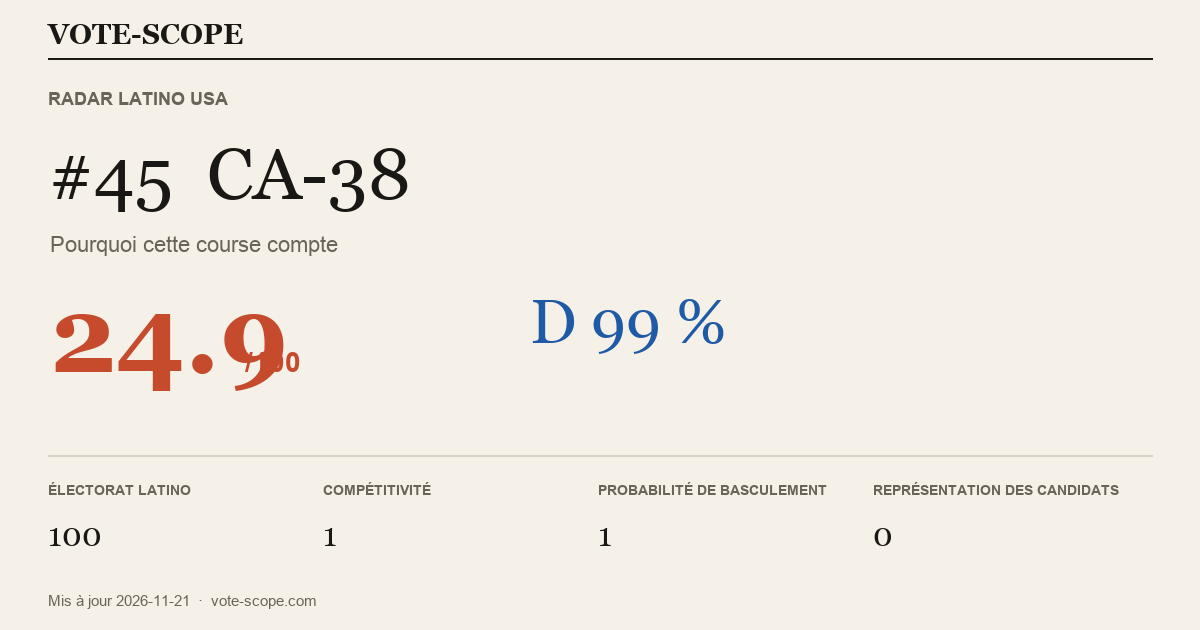 VOTE-SCOPE
RADAR LATINO USA
#45 CA-38
Pourquoi cette course compte
24.9 /100
D 99 %
ÉLECTORAT LATINO
COMPÉTITIVITÉ
PROBABILITÉ DE BASCULEMENT
REPRÉSENTATION DES CANDIDATS
100
1
1
0
Mis à jour 2026-11-21 · vote-scope.com